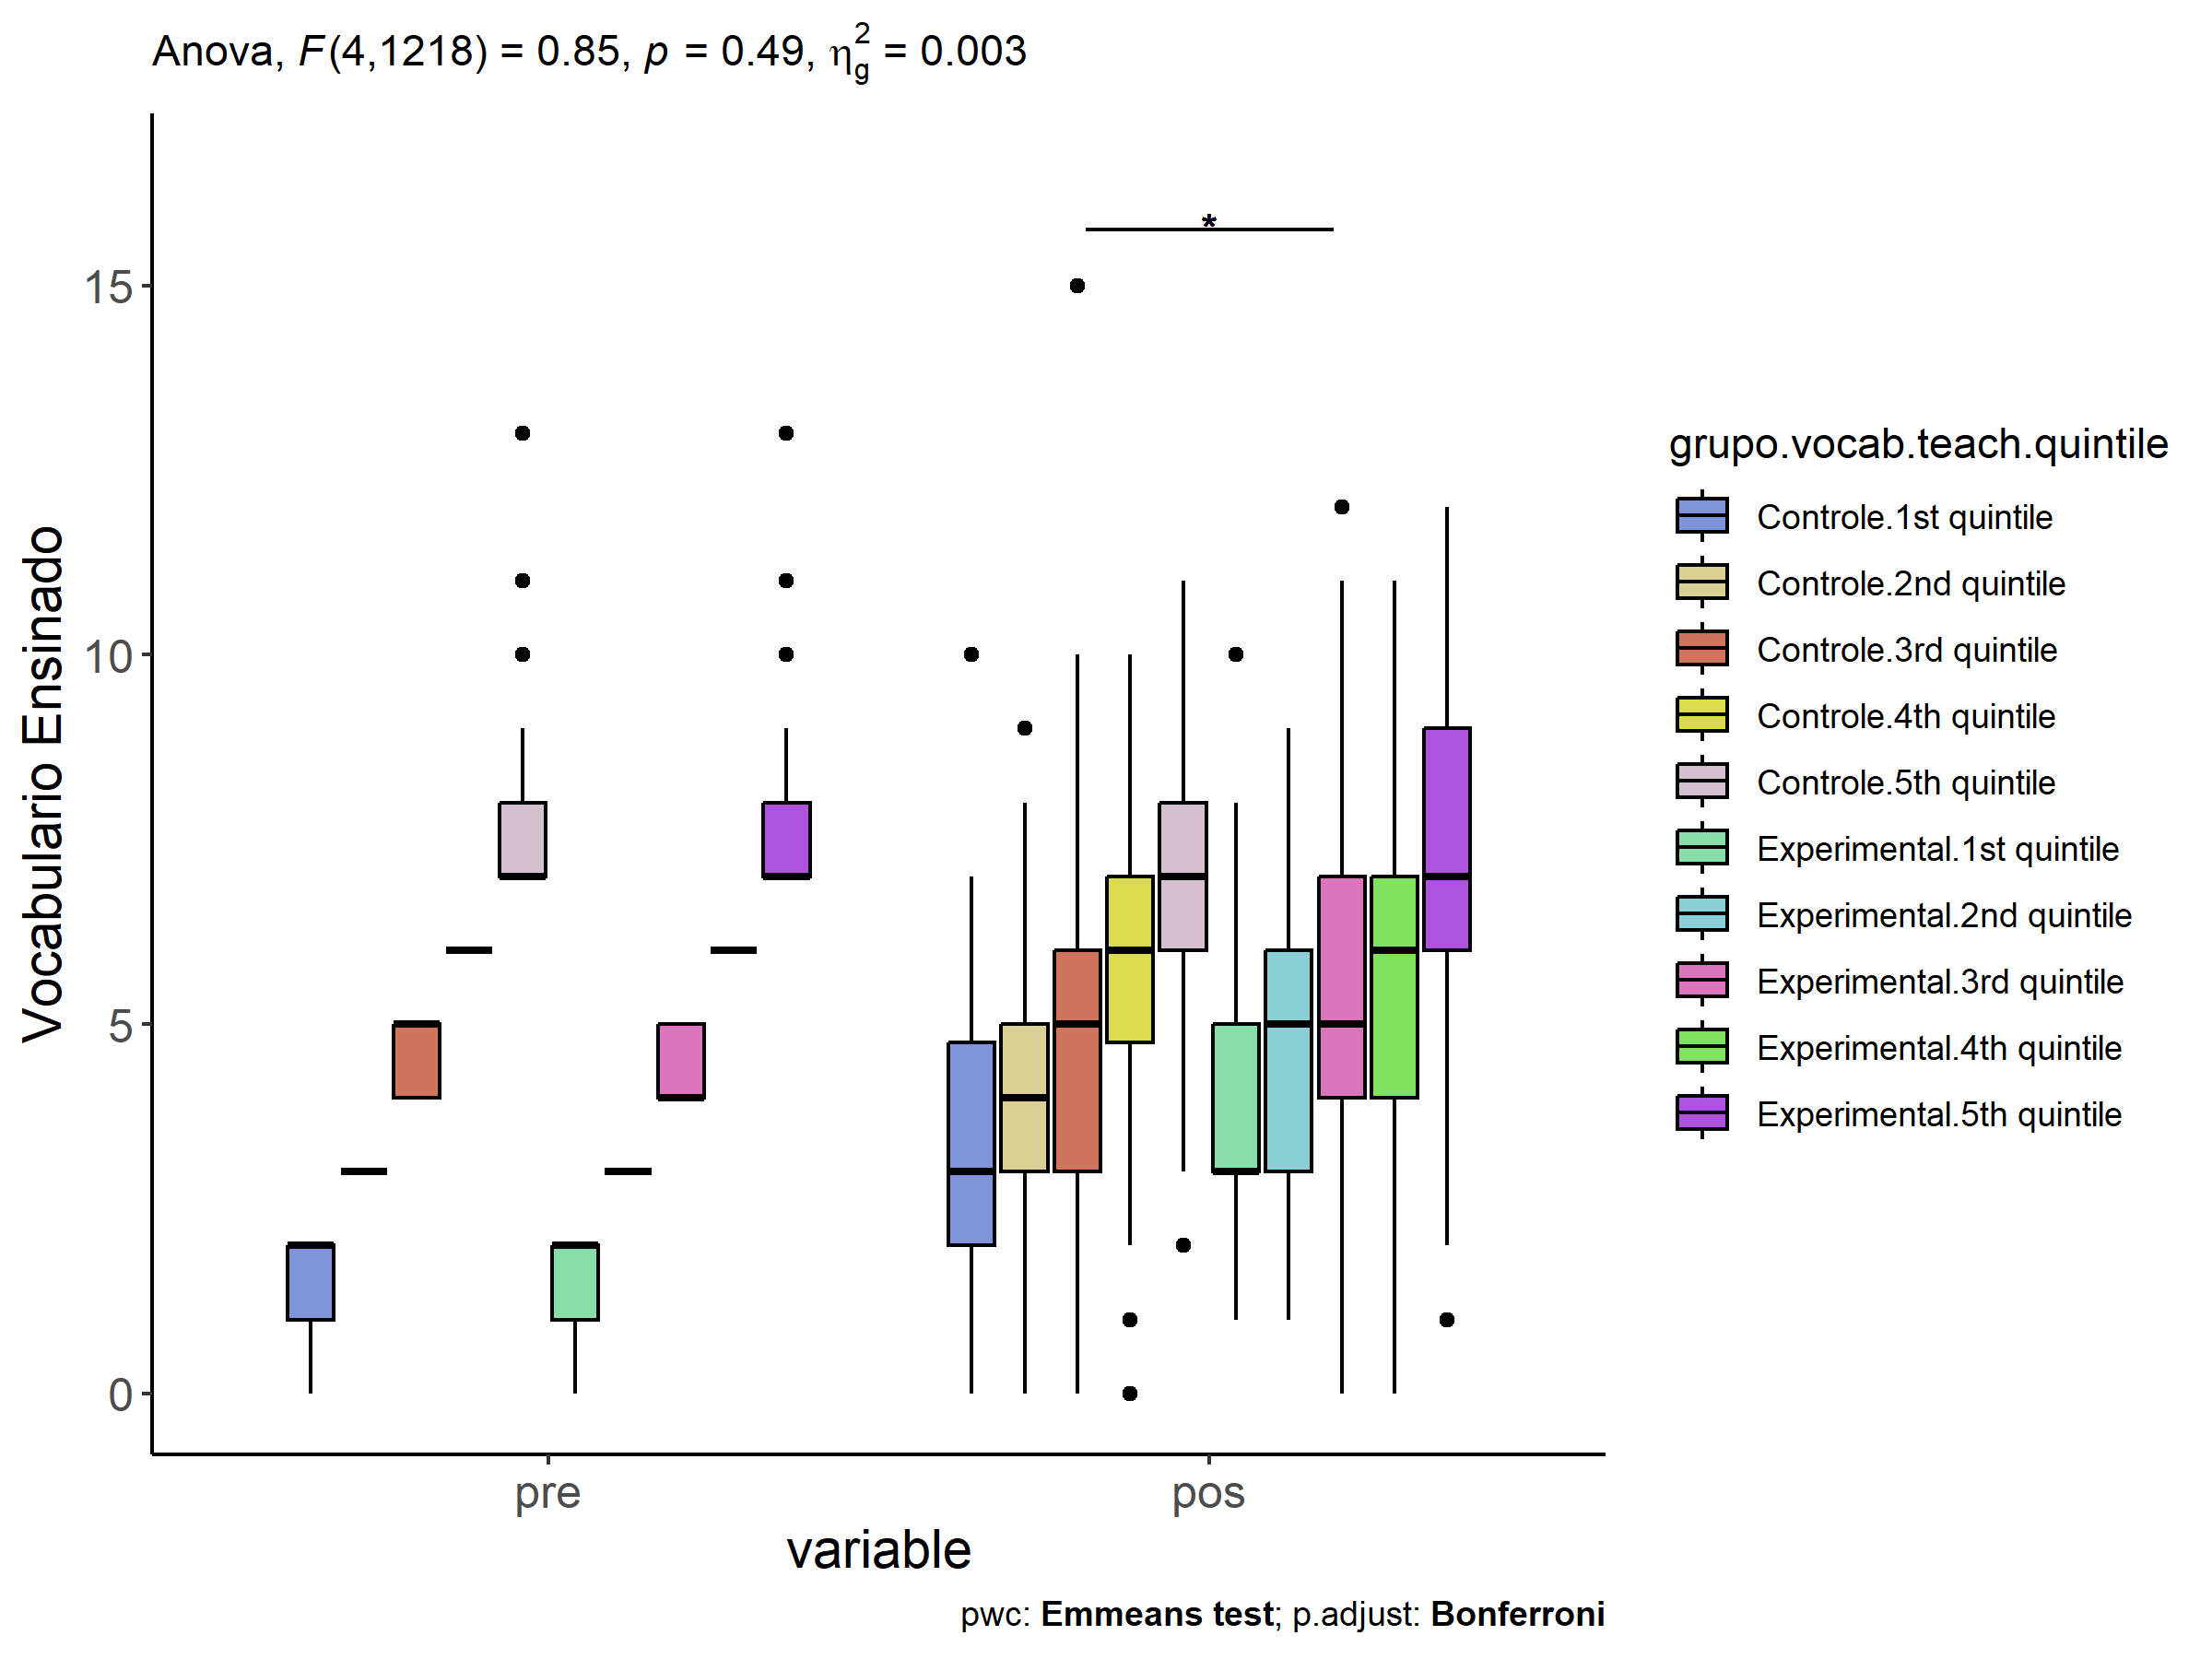 Anova, F(4,1218) = 0.85, p = 0.49, η²g = 0.003
*
15
10
5
0
Vocabulario Ensinado
pre
pos
variable
grupo.vocab.teach.quintile
Controle.1st quintile
Controle.2nd quintile
Controle.3rd quintile
Controle.4th quintile
Controle.5th quintile
Experimental.1st quintile
Experimental.2nd quintile
Experimental.3rd quintile
Experimental.4th quintile
Experimental.5th quintile
pwc: Emmeans test; p.adjust: Bonferroni